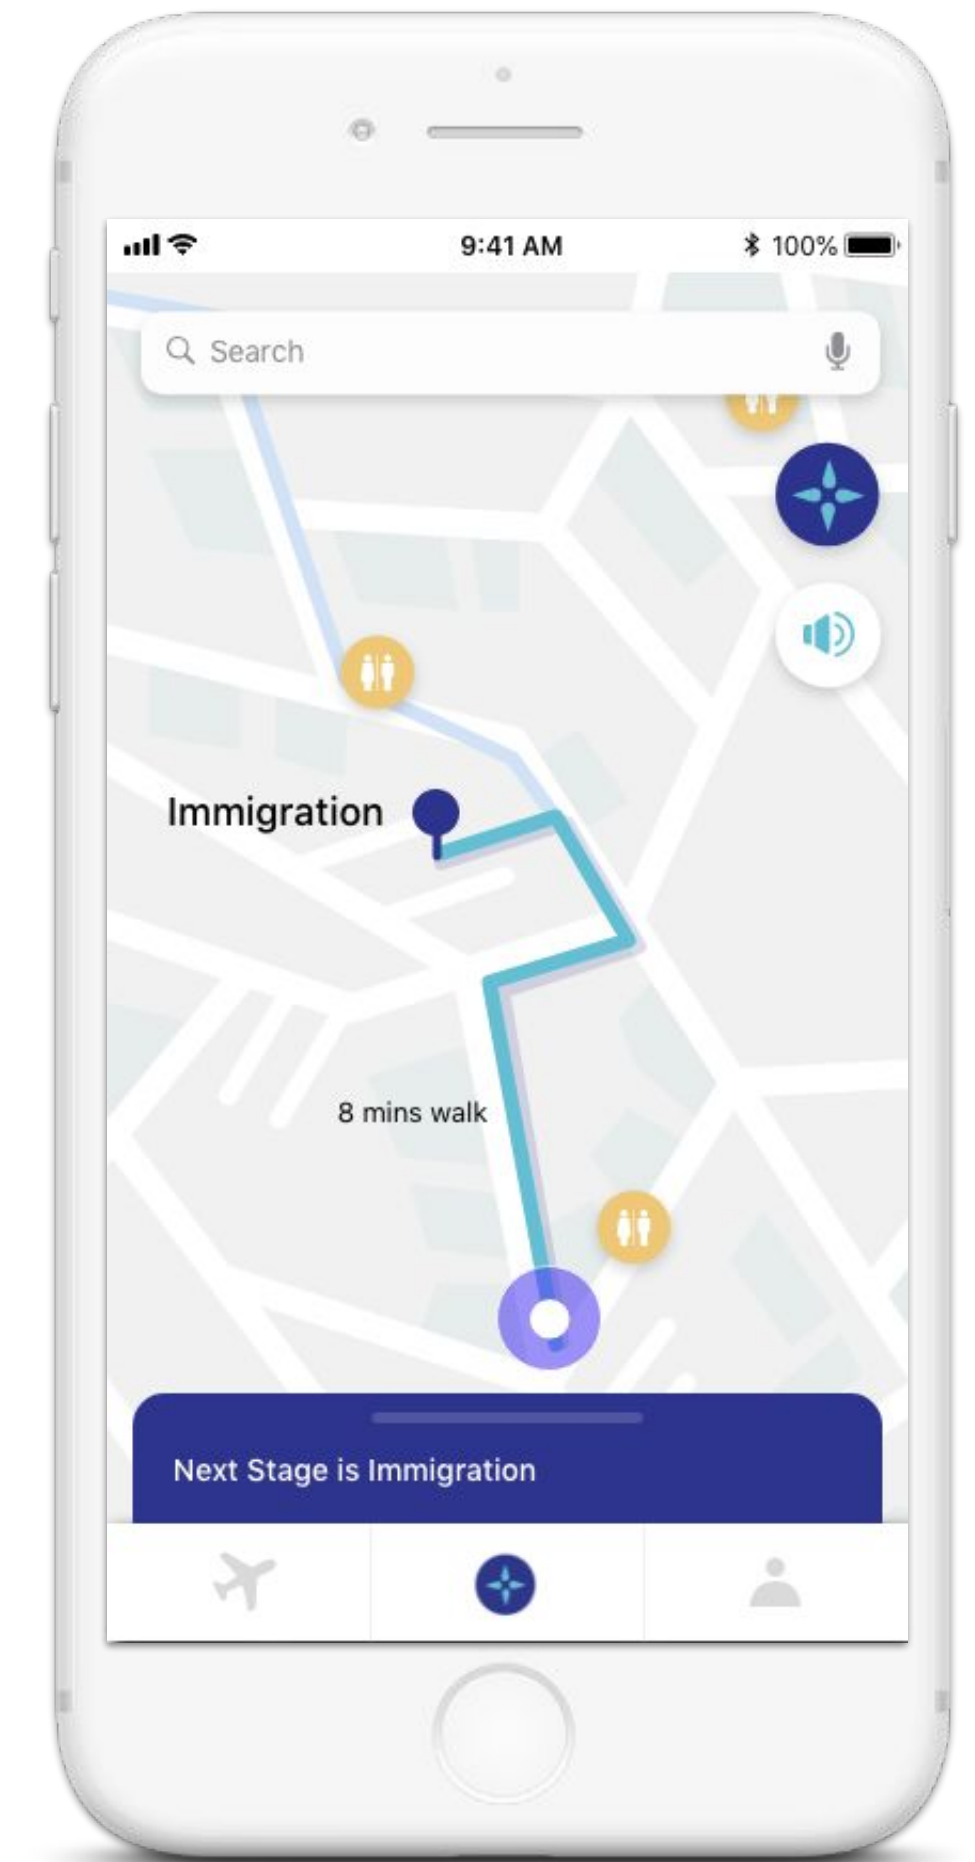 9:41 AM
100%
Search
Immigration
8 mins walk
Next Stage is Immigration